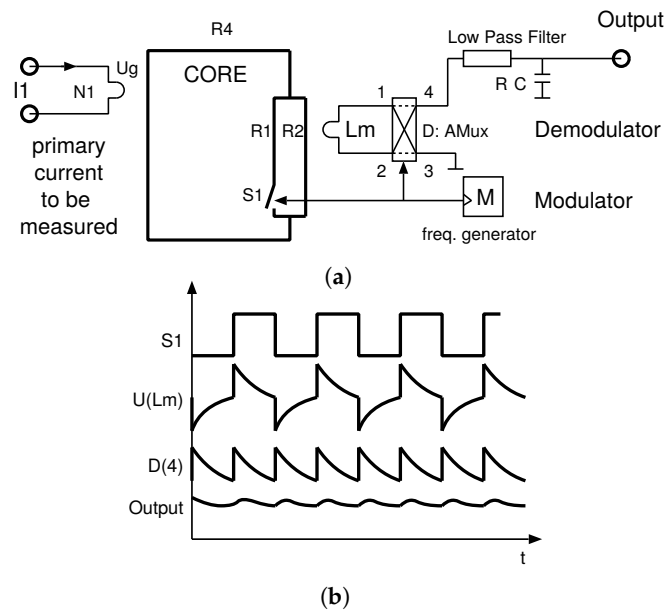 R4
Output
Low Pass Filter
Ug
CORE
I1
N1
R C
1 4
R1 R2
Lm
D: AMux
Demodulator
primary
current
to be
measured
2 3
S1
M
Modulator
freq. generator
(a)
S1
U(Lm)
D(4)
Output
t
(b)